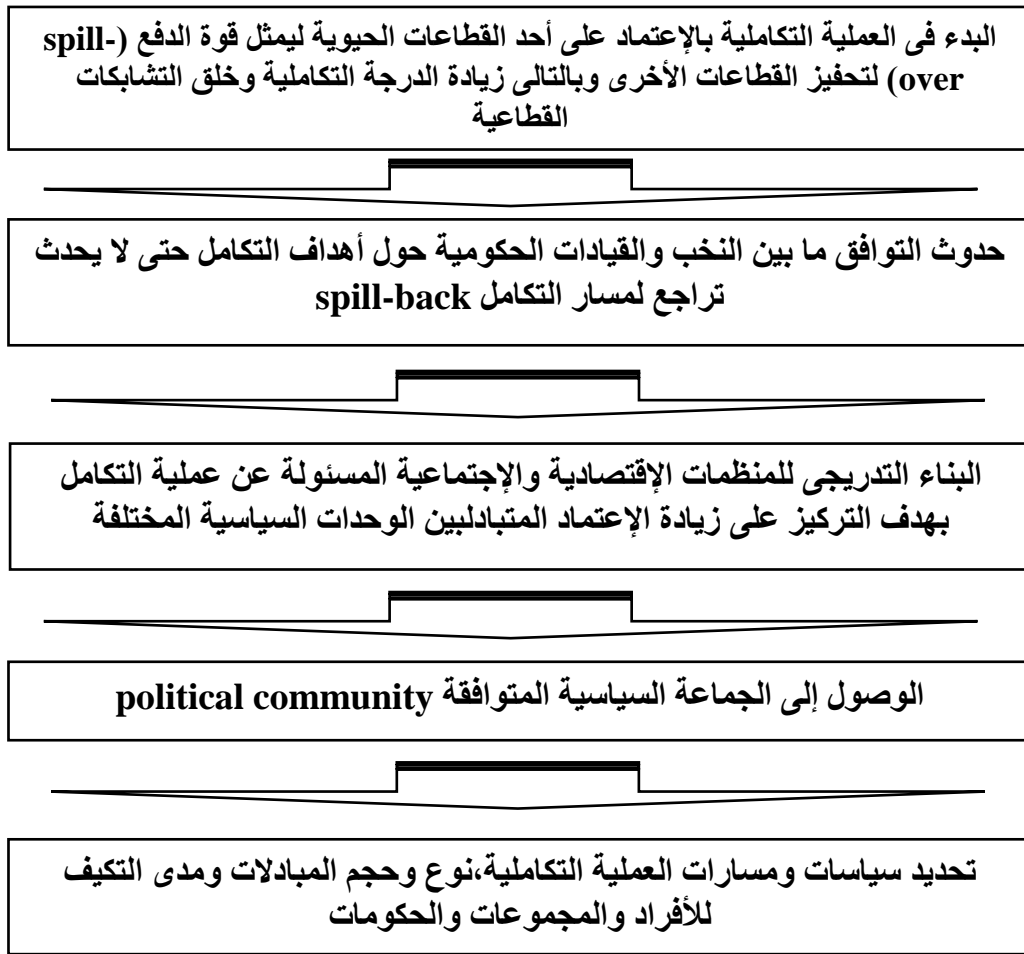 البدء فى العملية التكاملية بالإعتماد على أحد القطاعات الحيوية ليمثل قوة الدفع (spill-
over) لتحفيز القطاعات الأخرى وبالتالى زيادة الدرجة التكاملية وخلق التشابكات
القطاعية
حدوث التوافق ما بين النخب والقيادات الحكومية حول أهداف التكامل حتى لا يحدث
تراجع لمسار التكامل spill-back
البناء التدريجى للمنظمات الإقتصادية والإجتماعية المسئولة عن عملية التكامل
بهدف التركيز على زيادة الإعتماد المتبادلبين الوحدات السياسية المختلفة
الوصول إلى الجماعة السياسية المتوافقة political community
تحديد سياسات ومسارات العملية التكاملية،نوع وحجم المبادلات ومدى التكيف
للأفراد والمجموعات والحكومات